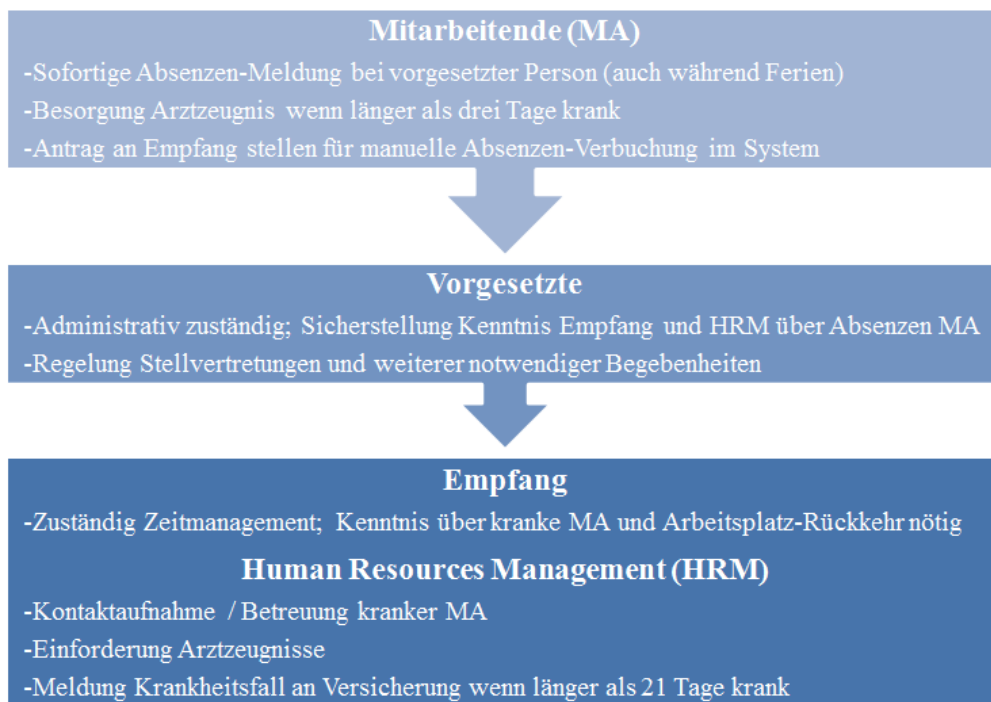 Mitarbeitende (MA)
-Sofortige Absenzen-Meldung bei vorgesetzter Person (auch während Ferien)
-Besorgung Arztzeugnis wenn länger als drei Tage krank
-Antrag an Empfang stellen für manuelle Absenzen-Verbuchung im System
Vorgesetzte
-Administrativ zuständig; Sicherstellung Kenntnis Empfang und HRM über Absenzen MA
-Regelung Stellvertretungen und weiterer notwendiger Begebenheiten
Empfang
-Zuständig Zeitmanagement; Kenntnis über kranke MA und Arbeitsplatz-Rückkehr nötig
Human Resources Management (HRM)
-Kontaktaufnahme / Betreuung kranker MA
-Einforderung Arztzeugnisse
-Meldung Krankheitsfall an Versicherung wenn länger als 21 Tage krank